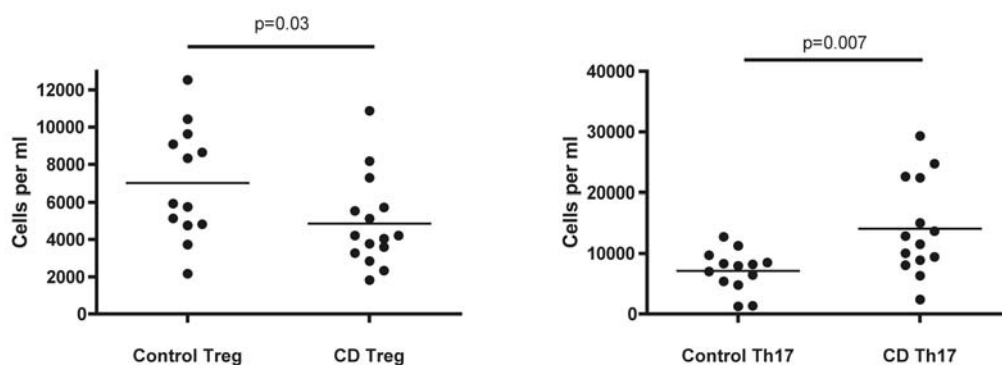 p=0.03
Cells per ml
12000
10000
8000
6000
4000
2000
0
Control Treg
CD Treg
p=0.007
Cells per ml
40000
30000
20000
10000
0
Control Th17
CD Th17